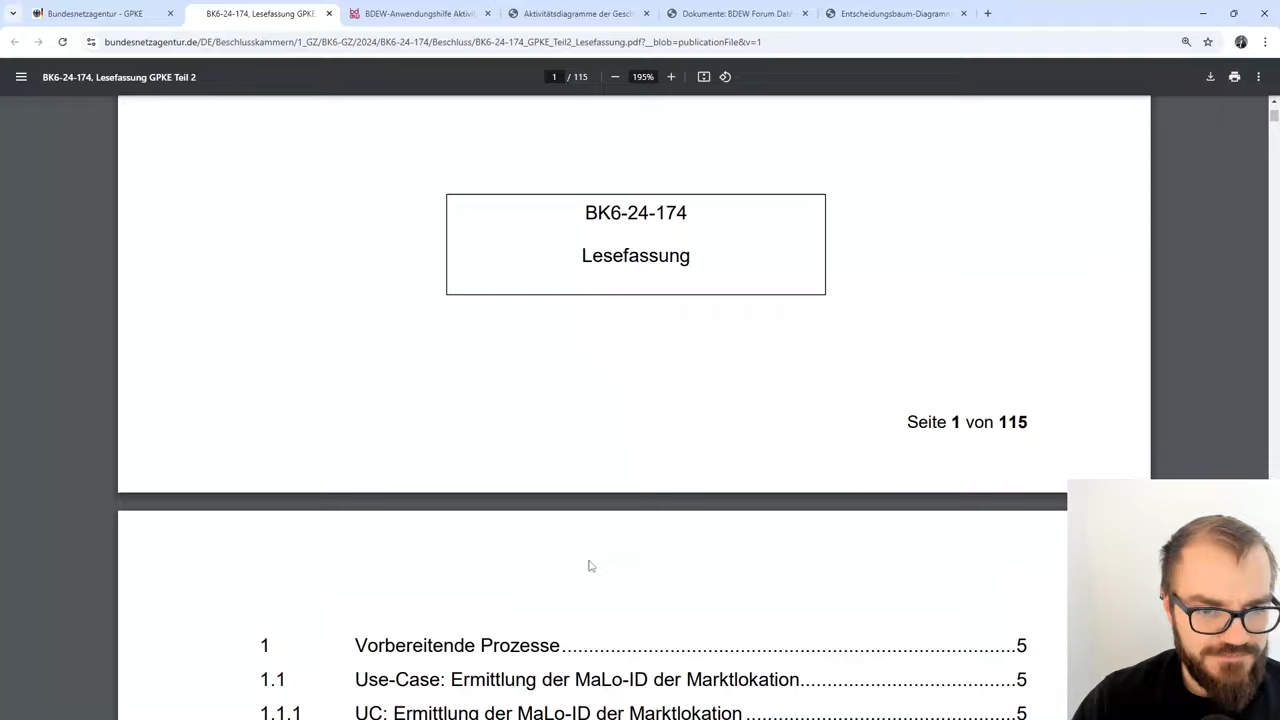 Bundesnetzagentur - GPKE
BK6-24-174, Lesefassung GPKE
BDEW-Anwendungshilfe Aktivit
Aktivitätsdiagramme der Gesch
Dokumente: BDEW Forum Date
Entscheidungsbaum-Diagramm
bundesnetzagentur.de/DE/Beschlusskammern/1_GZ/BK6-GZ/2024/BK6-24-174/Beschluss/BK6-24-174_GPKE_Teil2_Lesefassung.pdf?__blob=publicationFile&v=1
BK6-24-174, Lesefassung GPKE Teil 2
1 / 115
195%
BK6-24-174
Lesefassung
Seite 1 von 115
1 Vorbereitende Prozesse 5
1.1 Use-Case: Ermittlung der MaLo-ID der Marktlokation 5
1.1.1 UC: Ermittlung der MaLo-ID der Marktlokation 5